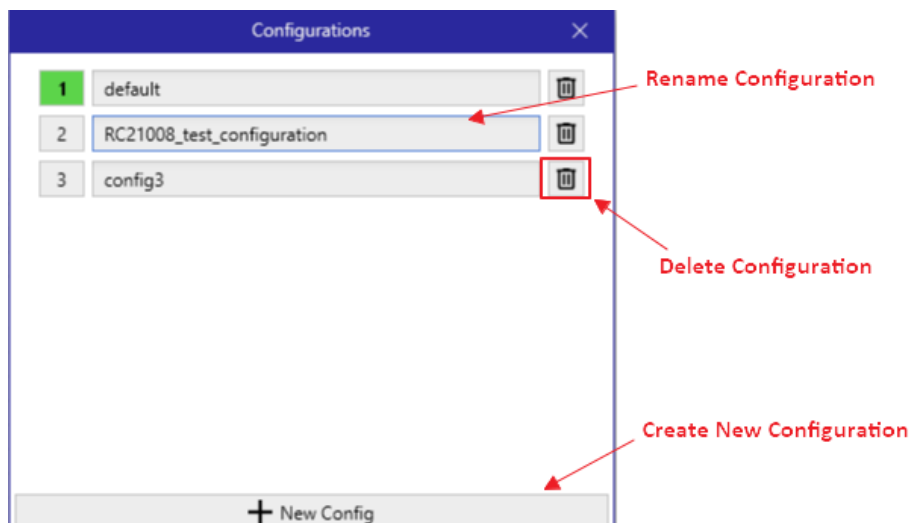 Configurations
1 default
Rename Configuration
2 RC21008_test_configuration
3 config3
Delete Configuration
Create New Configuration
New Config